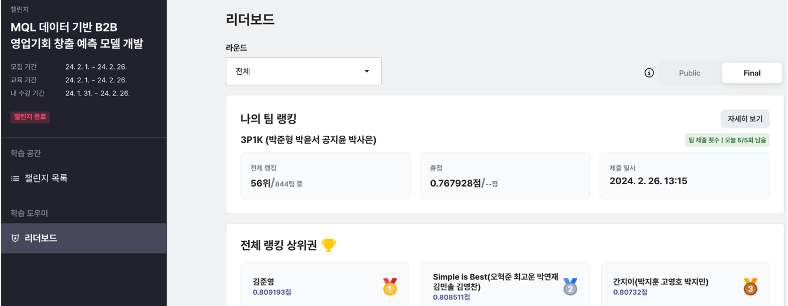 챌린지
MQL 데이터 기반 B2B
영업기회 창출 예측 모델 개발
모집 기간 24. 2. 1. ~ 24. 2. 26.
교육 기간 24. 2. 1. ~ 24. 2. 26.
내 수강 기간 24. 1. 31. ~ 24. 2. 26.
챌린지 종료
학습 공간
챌린지 목록
학습 도우미
리더보드
리더보드
라운드
전체
Public Final
나의 팀 랭킹 자세히 보기
3P1K (박준형 박윤서 공지윤 박사은) 팀 제출 횟수 | 오늘 5/5회 남음
전체 랭킹 총점 제출 일시
56위/844팀 중 0.767928점/--점 2024. 2. 26. 13:15
전체 랭킹 상위권
김준영
0.809193점
1
Simple is Best(오혁준 최고운 박연재
김민솔 김영찬)
0.808511점
2
간지이(박지훈 고영호 박지민)
0.80732점
3